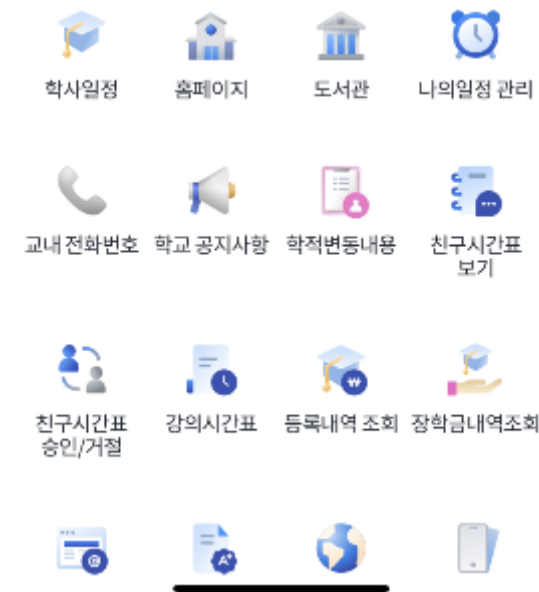 학사일정 홈페이지 도서관 나의일정 관리
교내 전화번호 학교 공지사항 학적변동내용 친구시간표
보기
친구시간표 강의시간표 등록내역 조회 장학금내역조회
승인/거절
@ A+